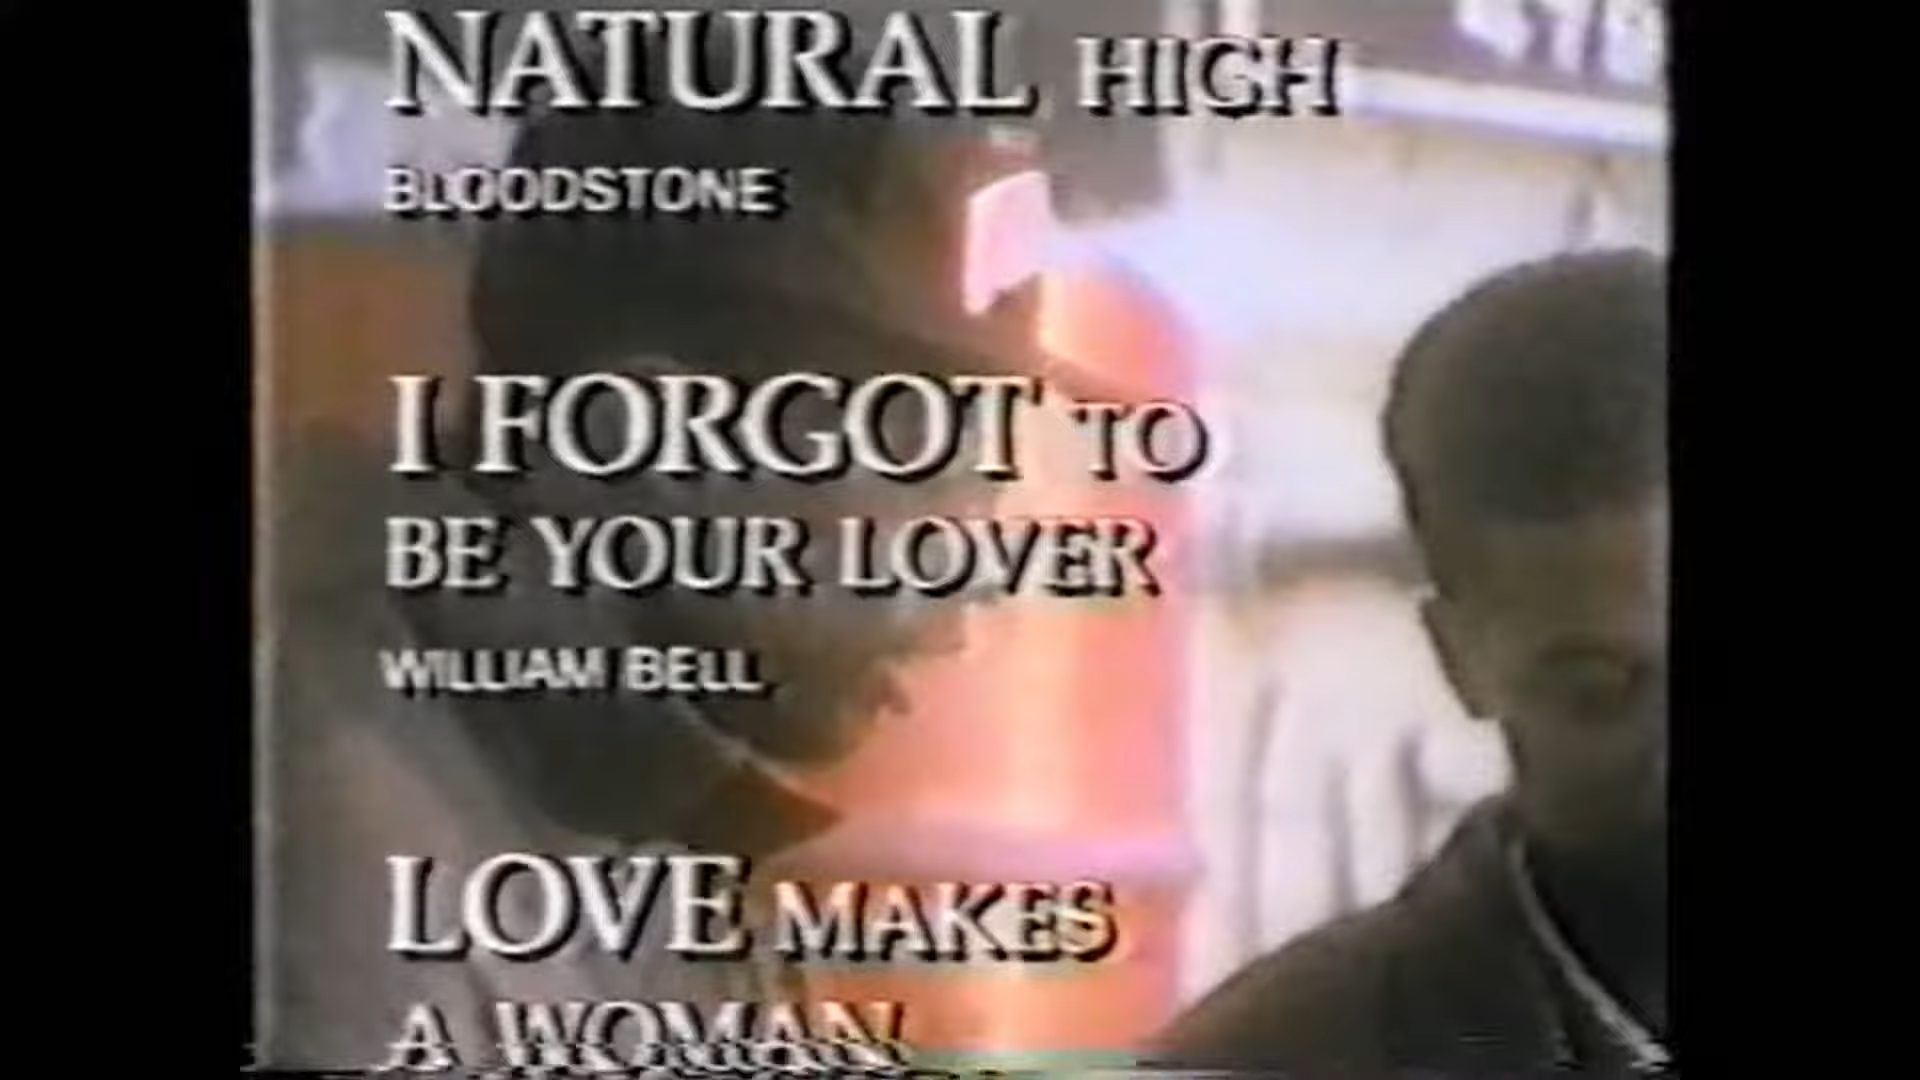 NATURAL HIGH
BLOODSTONE
I FORGOT TO
BE YOUR LOVER
WILLIAM BELL
LOVE MAKES
A WOMAN